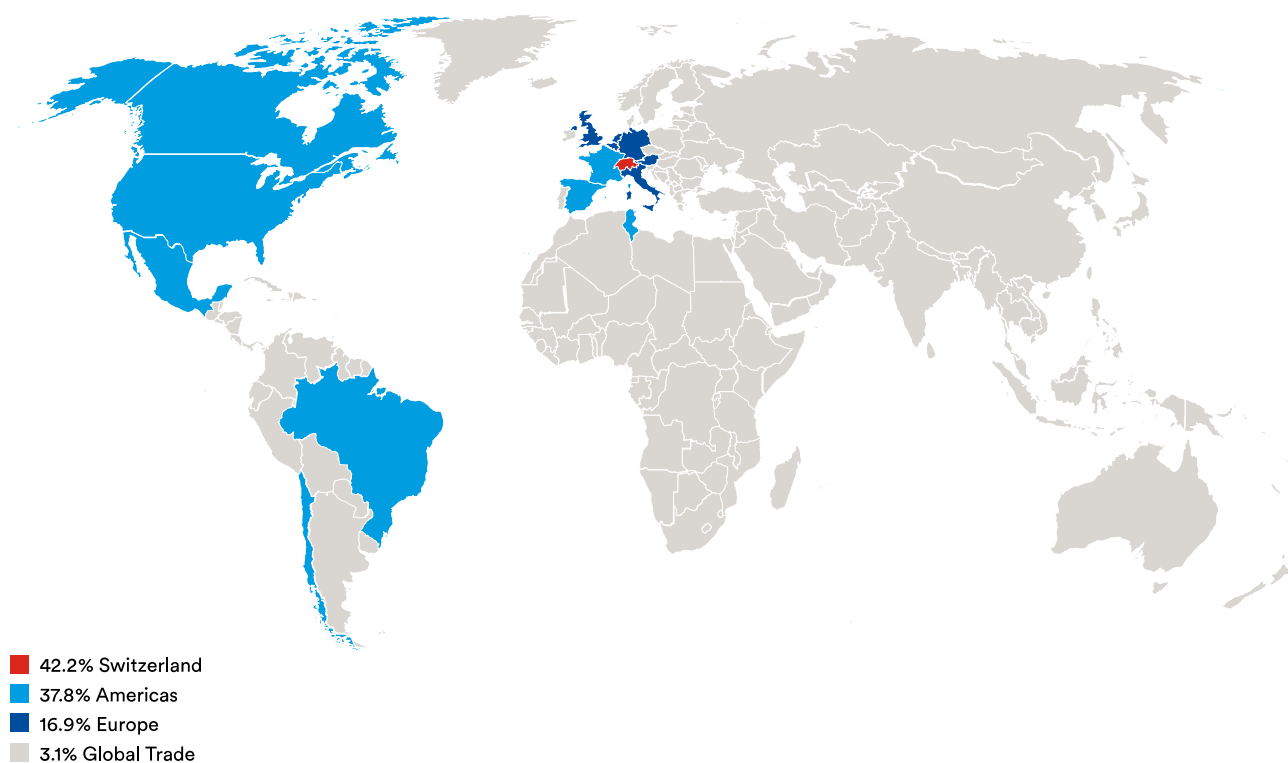 42.2% Switzerland
37.8% Americas
16.9% Europe
3.1% Global Trade